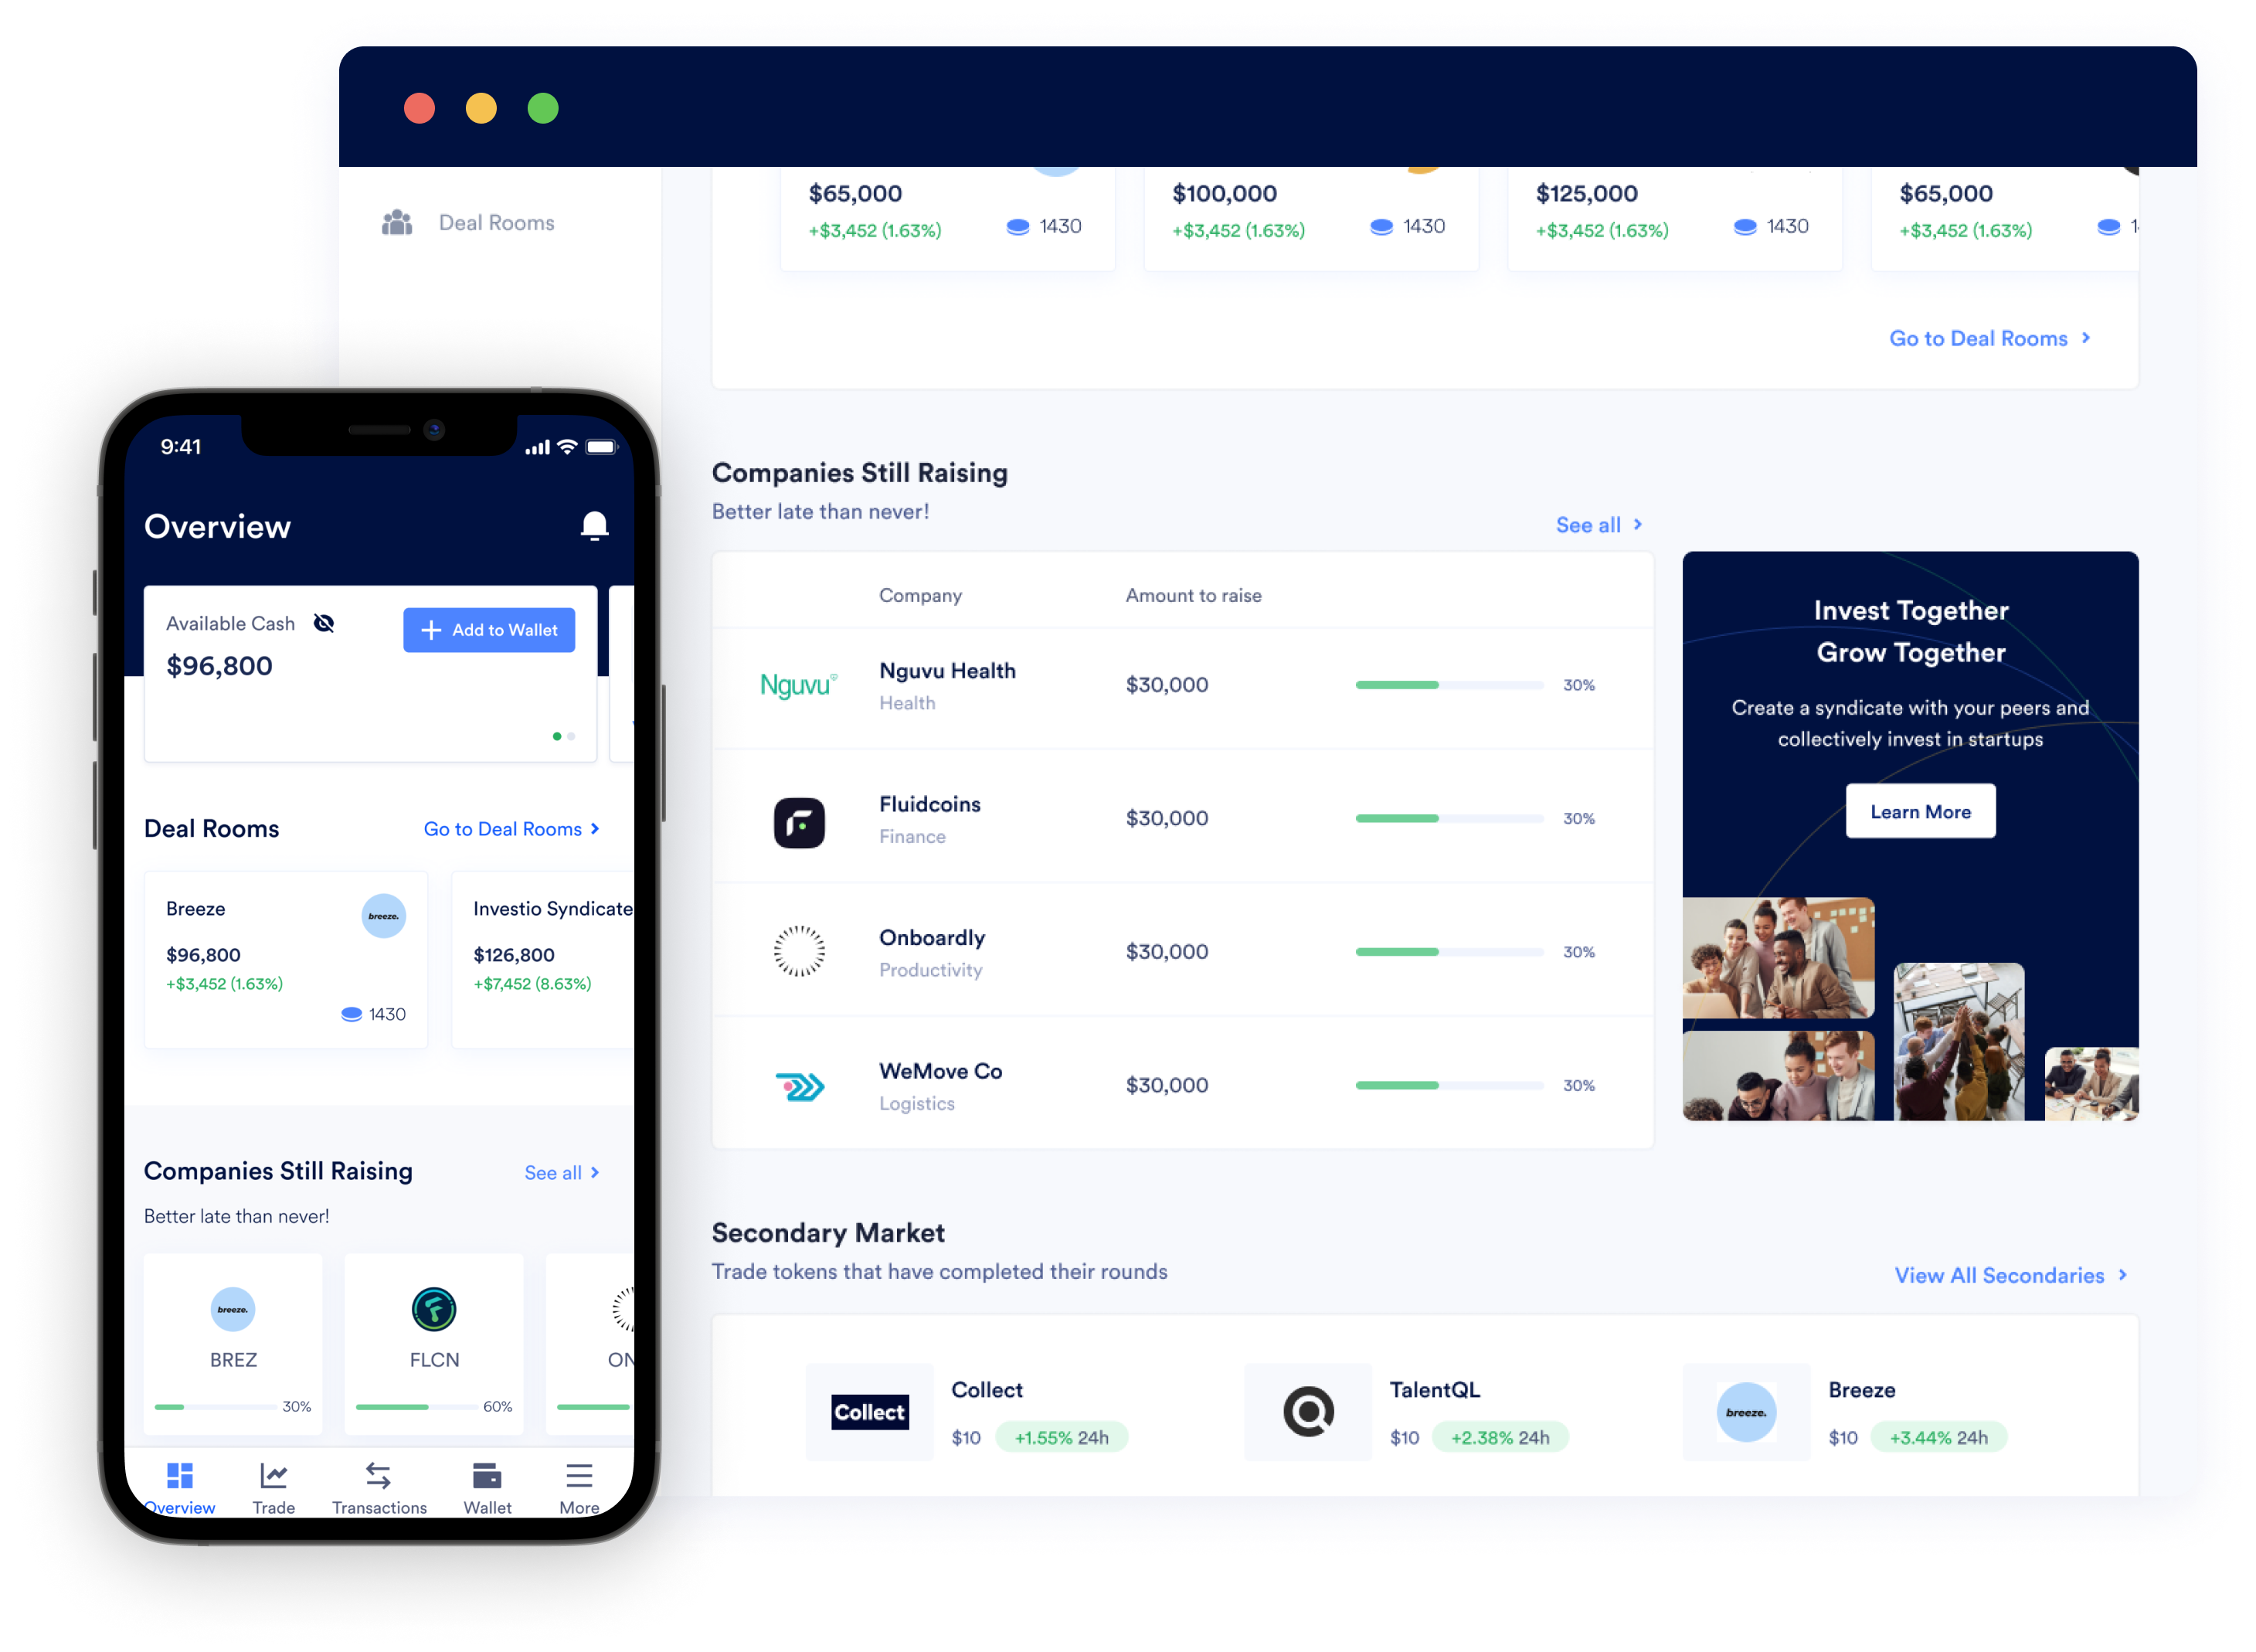 Deal Rooms
$65,000
+$3,452 (1.63%)
1430
$100,000
+$3,452 (1.63%)
1430
$125,000
+$3,452 (1.63%)
1430
$65,000
+$3,452 (1.63%)
Go to Deal Rooms
Companies Still Raising
Better late than never!
See all
Company Amount to raise
Nguvu
Nguvu Health
Health
$30,000
30%
Fluidcoins
Finance
$30,000
30%
Onboardly
Productivity
$30,000
30%
WeMove Co
Logistics
$30,000
30%
Invest Together
Grow Together
Create a syndicate with your peers and
collectively invest in startups
Learn More
Secondary Market
Trade tokens that have completed their rounds
View All Secondaries
Collect
Collect
$10 +1.55% 24h
TalentQL
$10 +2.38% 24h
breeze.
Breeze
$10 +3.44% 24h
9:41
Overview
Available Cash
$96,800
Add to Wallet
Deal Rooms
Go to Deal Rooms
Breeze
breeze.
$96,800
+$3,452 (1.63%)
1430
Investio Syndicate
$126,800
+$7,452 (8.63%)
Companies Still Raising
See all
Better late than never!
breeze.
BREZ
30%
FLCN
60%
ON
Overview
Trade
Transactions
Wallet
More